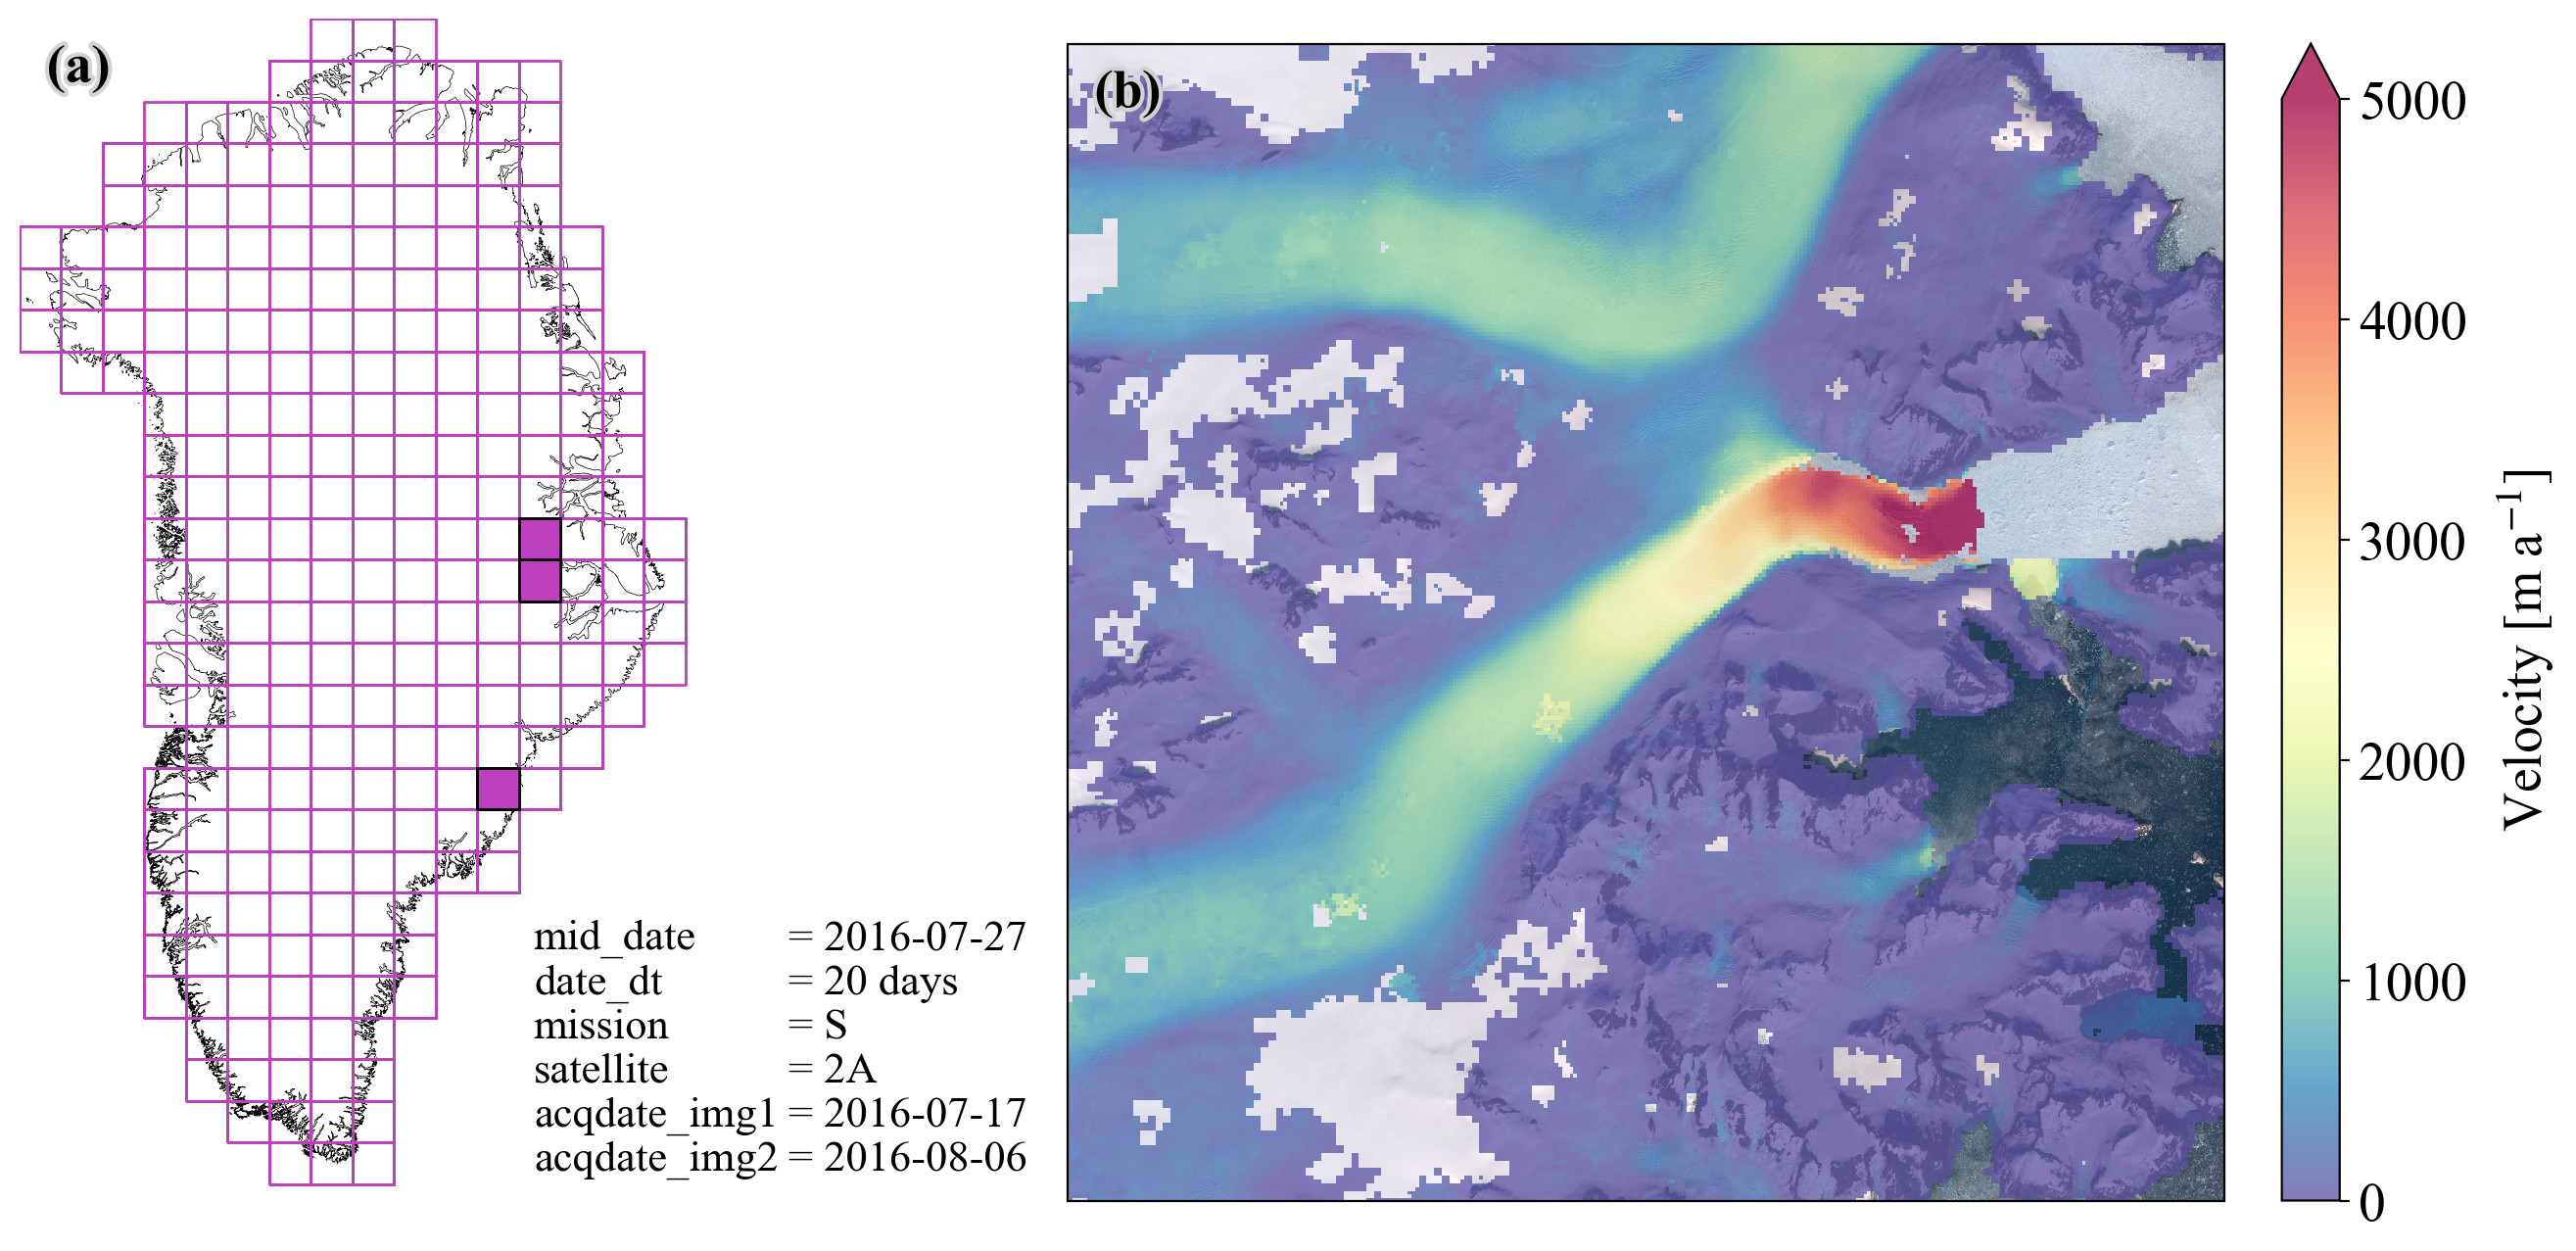 (a)
mid_date = 2016-07-27
date_dt = 20 days
mission = S
satellite = 2A
acqdate_img1 = 2016-07-17
acqdate_img2 = 2016-08-06
(b)
5000
4000
3000
2000
1000
0
Velocity [m a⁻¹]